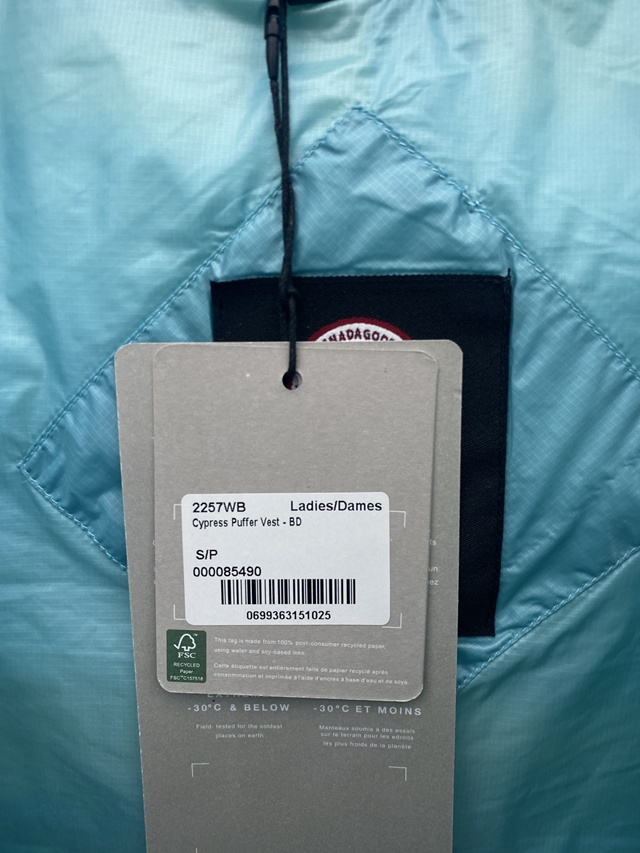 2257WB Ladies/Dames
Cypress Puffer Vest - BD
S/P
000085490
0699363151025
FSC
RECYCLED
Paper
FSC™C157518
This tag is made from 100% post-consumer recycled paper,
using water and soy-based inks.
Cette étiquette est entièrement faite de papier recyclé après
consommation et imprimée à l'aide d'encres à base d'eau et de soya.
-30°C & BELOW
-30°C ET MOINS
Field- tested for the coldest
places on earth
Manteaux soumis à des essais
sur le terrain pour les edroits
les plus froids de la planète